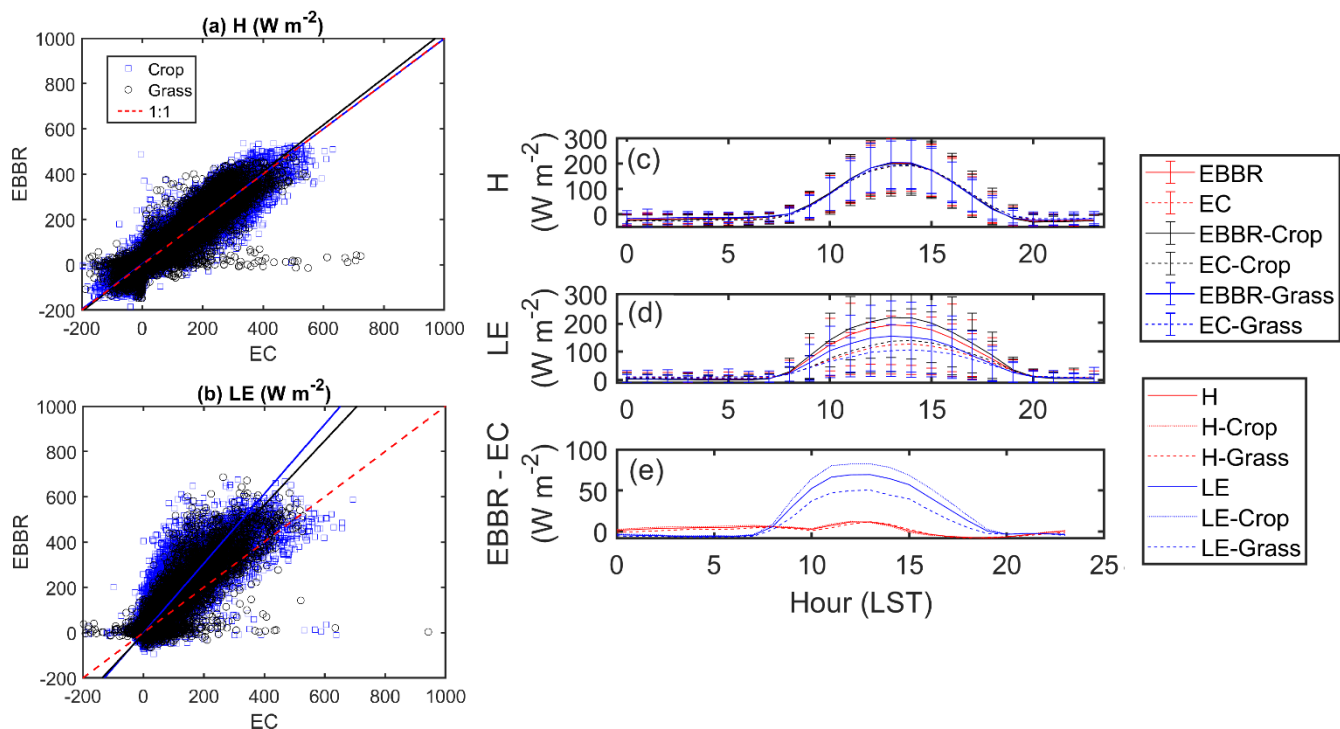 (a) H (W m-2)
1000
800
600
400
200
0
-200
EBBR
Crop
Grass
1:1
-200 0 200 400 600 800 1000
EC
(b) LE (W m-2)
1000
800
600
400
200
0
-200
EBBR
-200 0 200 400 600 800 1000
EC
H
(W m-2)
300
200
100
0
(c)
0 5 10 15 20
LE
(W m-2)
300
200
100
0
(d)
0 5 10 15 20
EBBR - EC
(W m-2)
100
50
0
(e)
0 5 10 15 20 25
Hour (LST)
EBBR
EC
EBBR-Crop
EC-Crop
EBBR-Grass
EC-Grass
H
H-Crop
H-Grass
LE
LE-Crop
LE-Grass